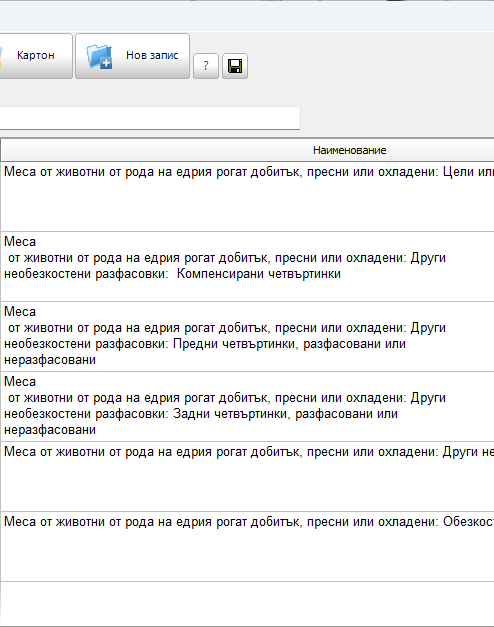 Картон
Нов запис
?
Наименование
Меса от животни от рода на едрия рогат добитък, пресни или охладени: Цели
Меса
от животни от рода на едрия рогат добитък, пресни или охладени: Други
необезкостени разфасовки:  Компенсирани четвъртинки
Меса
от животни от рода на едрия рогат добитък, пресни или охладени: Други
необезкостени разфасовки: Предни четвъртинки, разфасовани или
неразфасовани
Меса
от животни от рода на едрия рогат добитък, пресни или охладени: Други
необезкостени разфасовки: Задни четвъртинки, разфасовани или
неразфасовани
Меса от животни от рода на едрия рогат добитък, пресни или охладени: Други
Меса от животни от рода на едрия рогат добитък, пресни или охладени: